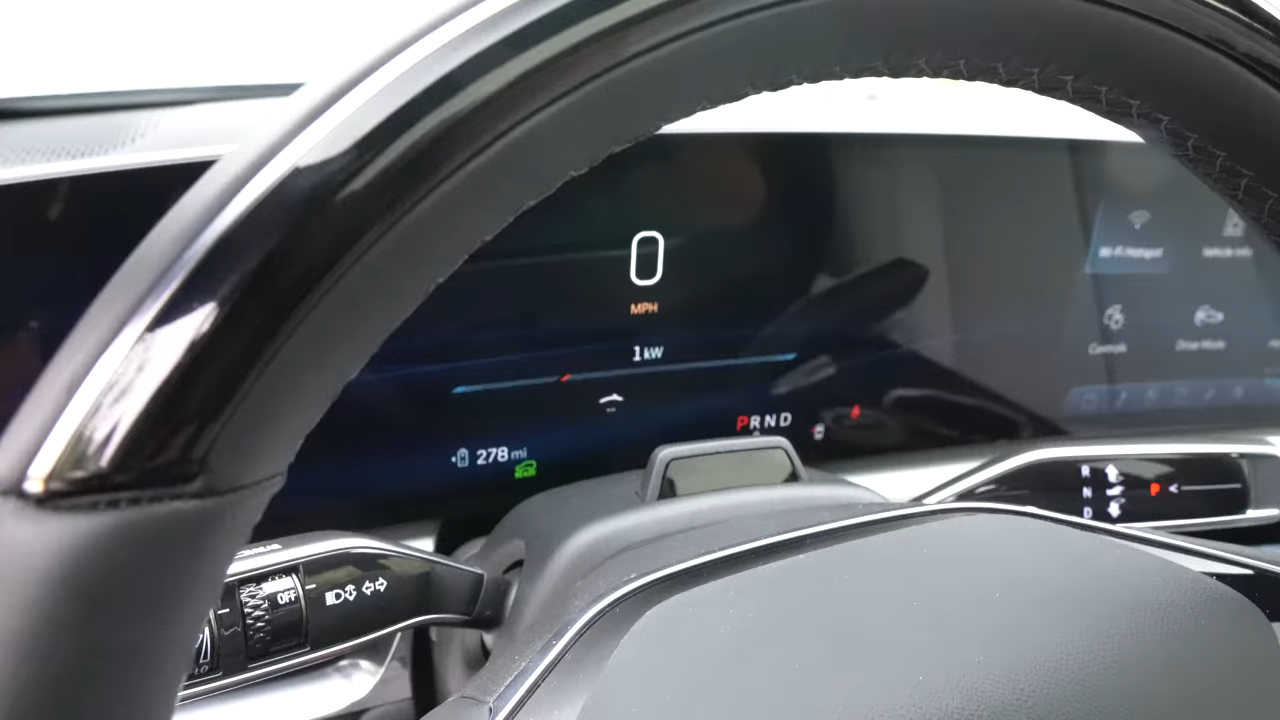 0
MPH
1 kW
278 mi
PRND
Wi-Fi Hotspot
Vehicle Info
Controls
Drive Mode
R
N
D
P
OFF